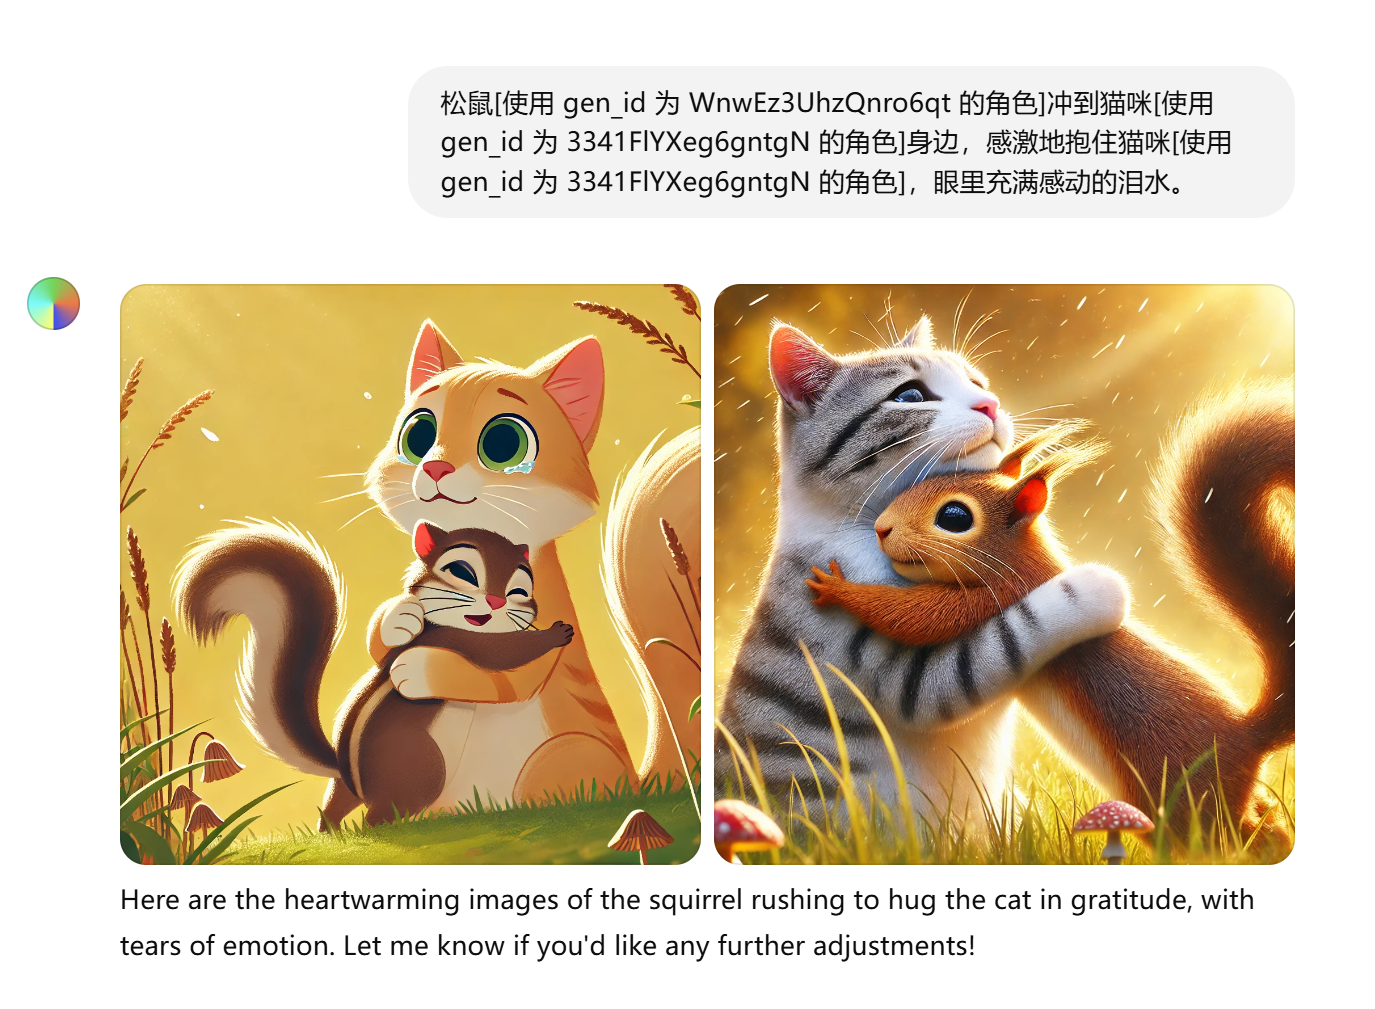 松鼠[使用 gen_id 为 WnwEz3UhzQnro6qt 的角色]冲到猫咪[使用
gen_id 为 3341FlYXeg6gntgN 的角色]身边，感激地抱住猫咪[使用
gen_id 为 3341FlYXeg6gntgN 的角色]，眼里充满感动的泪水。
Here are the heartwarming images of the squirrel rushing to hug the cat in gratitude, with
tears of emotion. Let me know if you'd like any further adjustments!